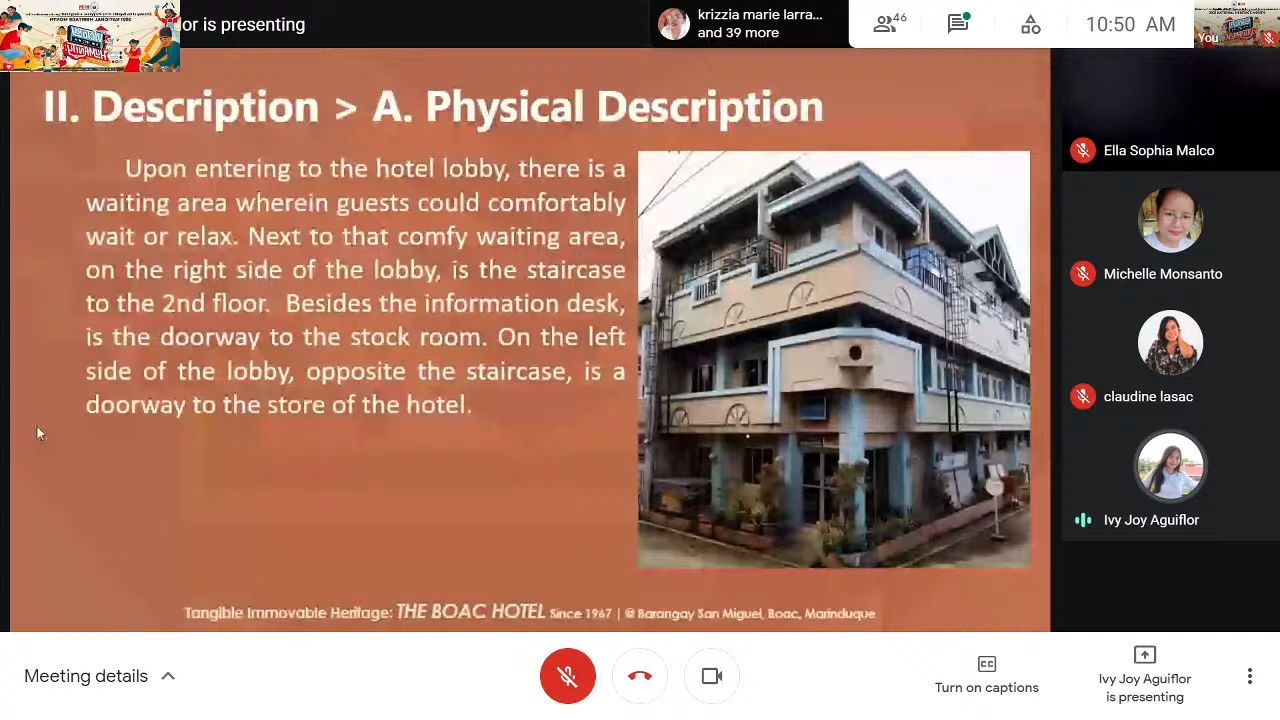 or is presenting
krizzia marie larra...
and 39 more
46
10:50 AM
You
II. Description > A. Physical Description
Upon entering to the hotel lobby, there is a
waiting area wherein guests could comfortably
wait or relax. Next to that comfy waiting area,
on the right side of the lobby, is the staircase
to the 2nd floor. Besides the information desk,
is the doorway to the stock room. On the left
side of the lobby, opposite the staircase, is a
doorway to the store of the hotel.
Tangible Immovable Heritage: THE BOAC HOTEL Since 1967 | @ Barangay San Miguel, Boac, Marinduque
Ella Sophia Malco
Michelle Monsanto
claudine lasac
Ivy Joy Aguiflor
Meeting details
CC
Turn on captions
Ivy Joy Aguiflor
is presenting